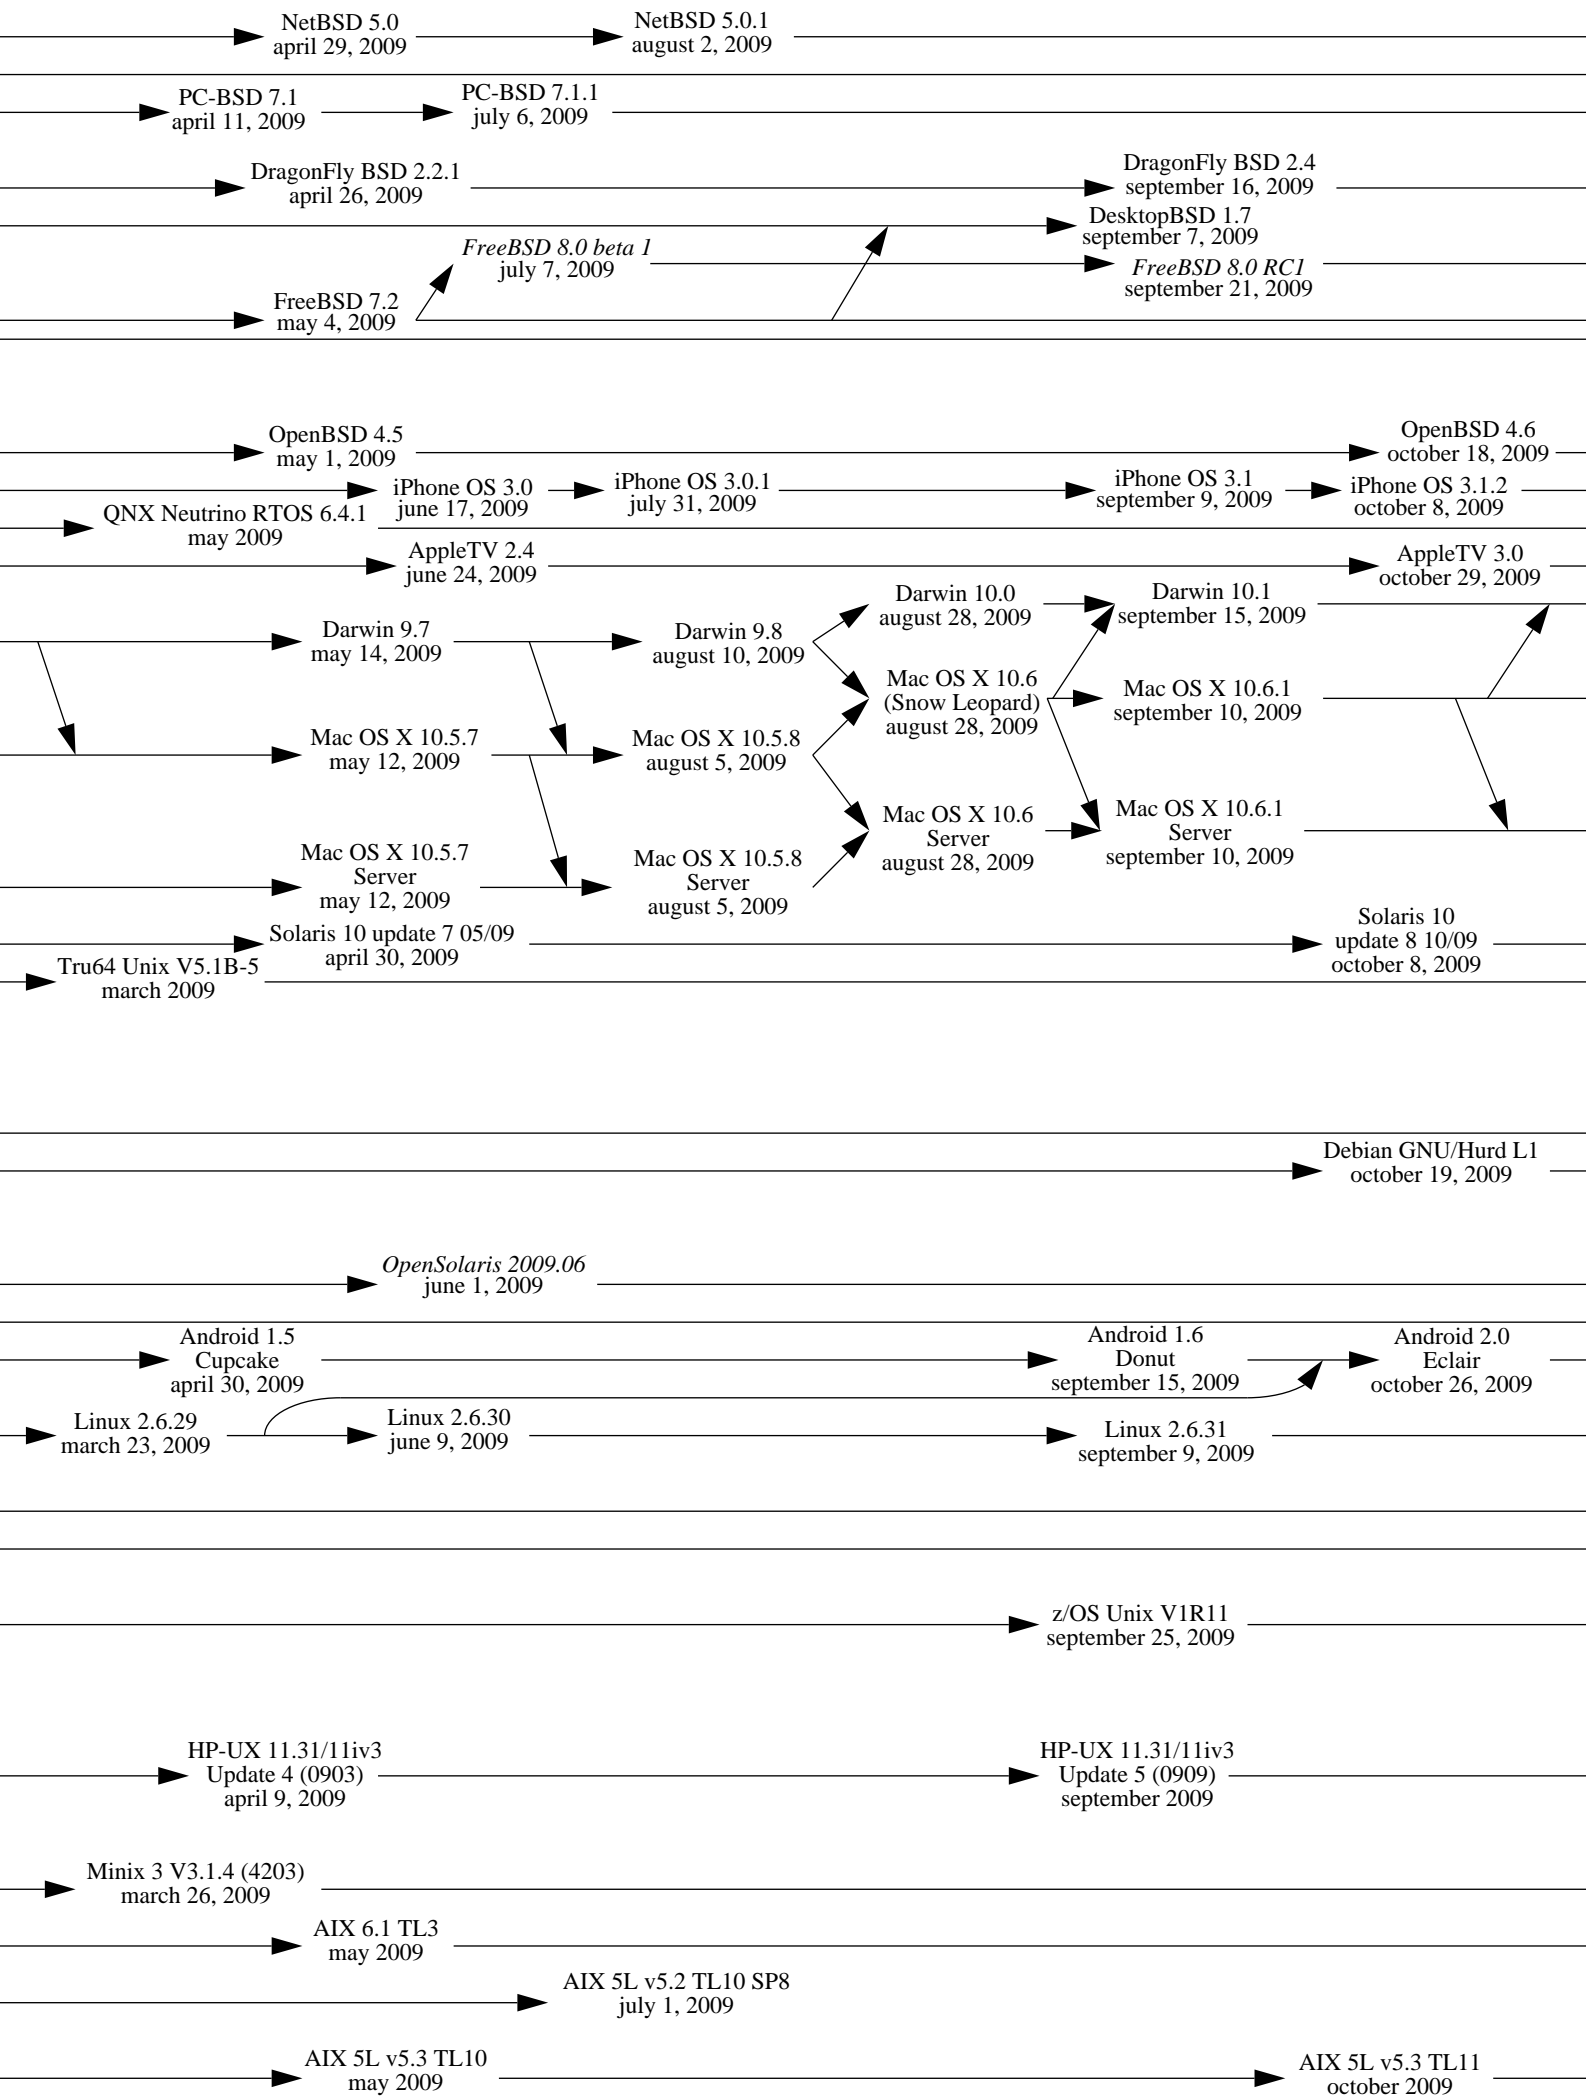 NetBSD 5.0
april 29, 2009
NetBSD 5.0.1
august 2, 2009
PC-BSD 7.1
april 11, 2009
PC-BSD 7.1.1
july 6, 2009
DragonFly BSD 2.2.1
april 26, 2009
DragonFly BSD 2.4
september 16, 2009
DesktopBSD 1.7
september 7, 2009
FreeBSD 8.0 beta 1
july 7, 2009
FreeBSD 8.0 RC1
september 21, 2009
FreeBSD 7.2
may 4, 2009
OpenBSD 4.5
may 1, 2009
OpenBSD 4.6
october 18, 2009
iPhone OS 3.0
june 17, 2009
iPhone OS 3.0.1
july 31, 2009
iPhone OS 3.1
september 9, 2009
iPhone OS 3.1.2
october 8, 2009
QNX Neutrino RTOS 6.4.1
may 2009
AppleTV 2.4
june 24, 2009
AppleTV 3.0
october 29, 2009
Darwin 10.0
august 28, 2009
Darwin 10.1
september 15, 2009
Darwin 9.7
may 14, 2009
Darwin 9.8
august 10, 2009
Mac OS X 10.6
(Snow Leopard)
august 28, 2009
Mac OS X 10.6.1
september 10, 2009
Mac OS X 10.5.7
may 12, 2009
Mac OS X 10.5.8
august 5, 2009
Mac OS X 10.6
Server
august 28, 2009
Mac OS X 10.6.1
Server
september 10, 2009
Mac OS X 10.5.7
Server
may 12, 2009
Mac OS X 10.5.8
Server
august 5, 2009
Solaris 10 update 7 05/09
april 30, 2009
Solaris 10
update 8 10/09
october 8, 2009
Tru64 Unix V5.1B-5
march 2009
Debian GNU/Hurd L1
october 19, 2009
OpenSolaris 2009.06
june 1, 2009
Android 1.5
Cupcake
april 30, 2009
Android 1.6
Donut
september 15, 2009
Android 2.0
Eclair
october 26, 2009
Linux 2.6.29
march 23, 2009
Linux 2.6.30
june 9, 2009
Linux 2.6.31
september 9, 2009
z/OS Unix V1R11
september 25, 2009
HP-UX 11.31/11iv3
Update 4 (0903)
april 9, 2009
HP-UX 11.31/11iv3
Update 5 (0909)
september 2009
Minix 3 V3.1.4 (4203)
march 26, 2009
AIX 6.1 TL3
may 2009
AIX 5L v5.2 TL10 SP8
july 1, 2009
AIX 5L v5.3 TL10
may 2009
AIX 5L v5.3 TL11
october 2009